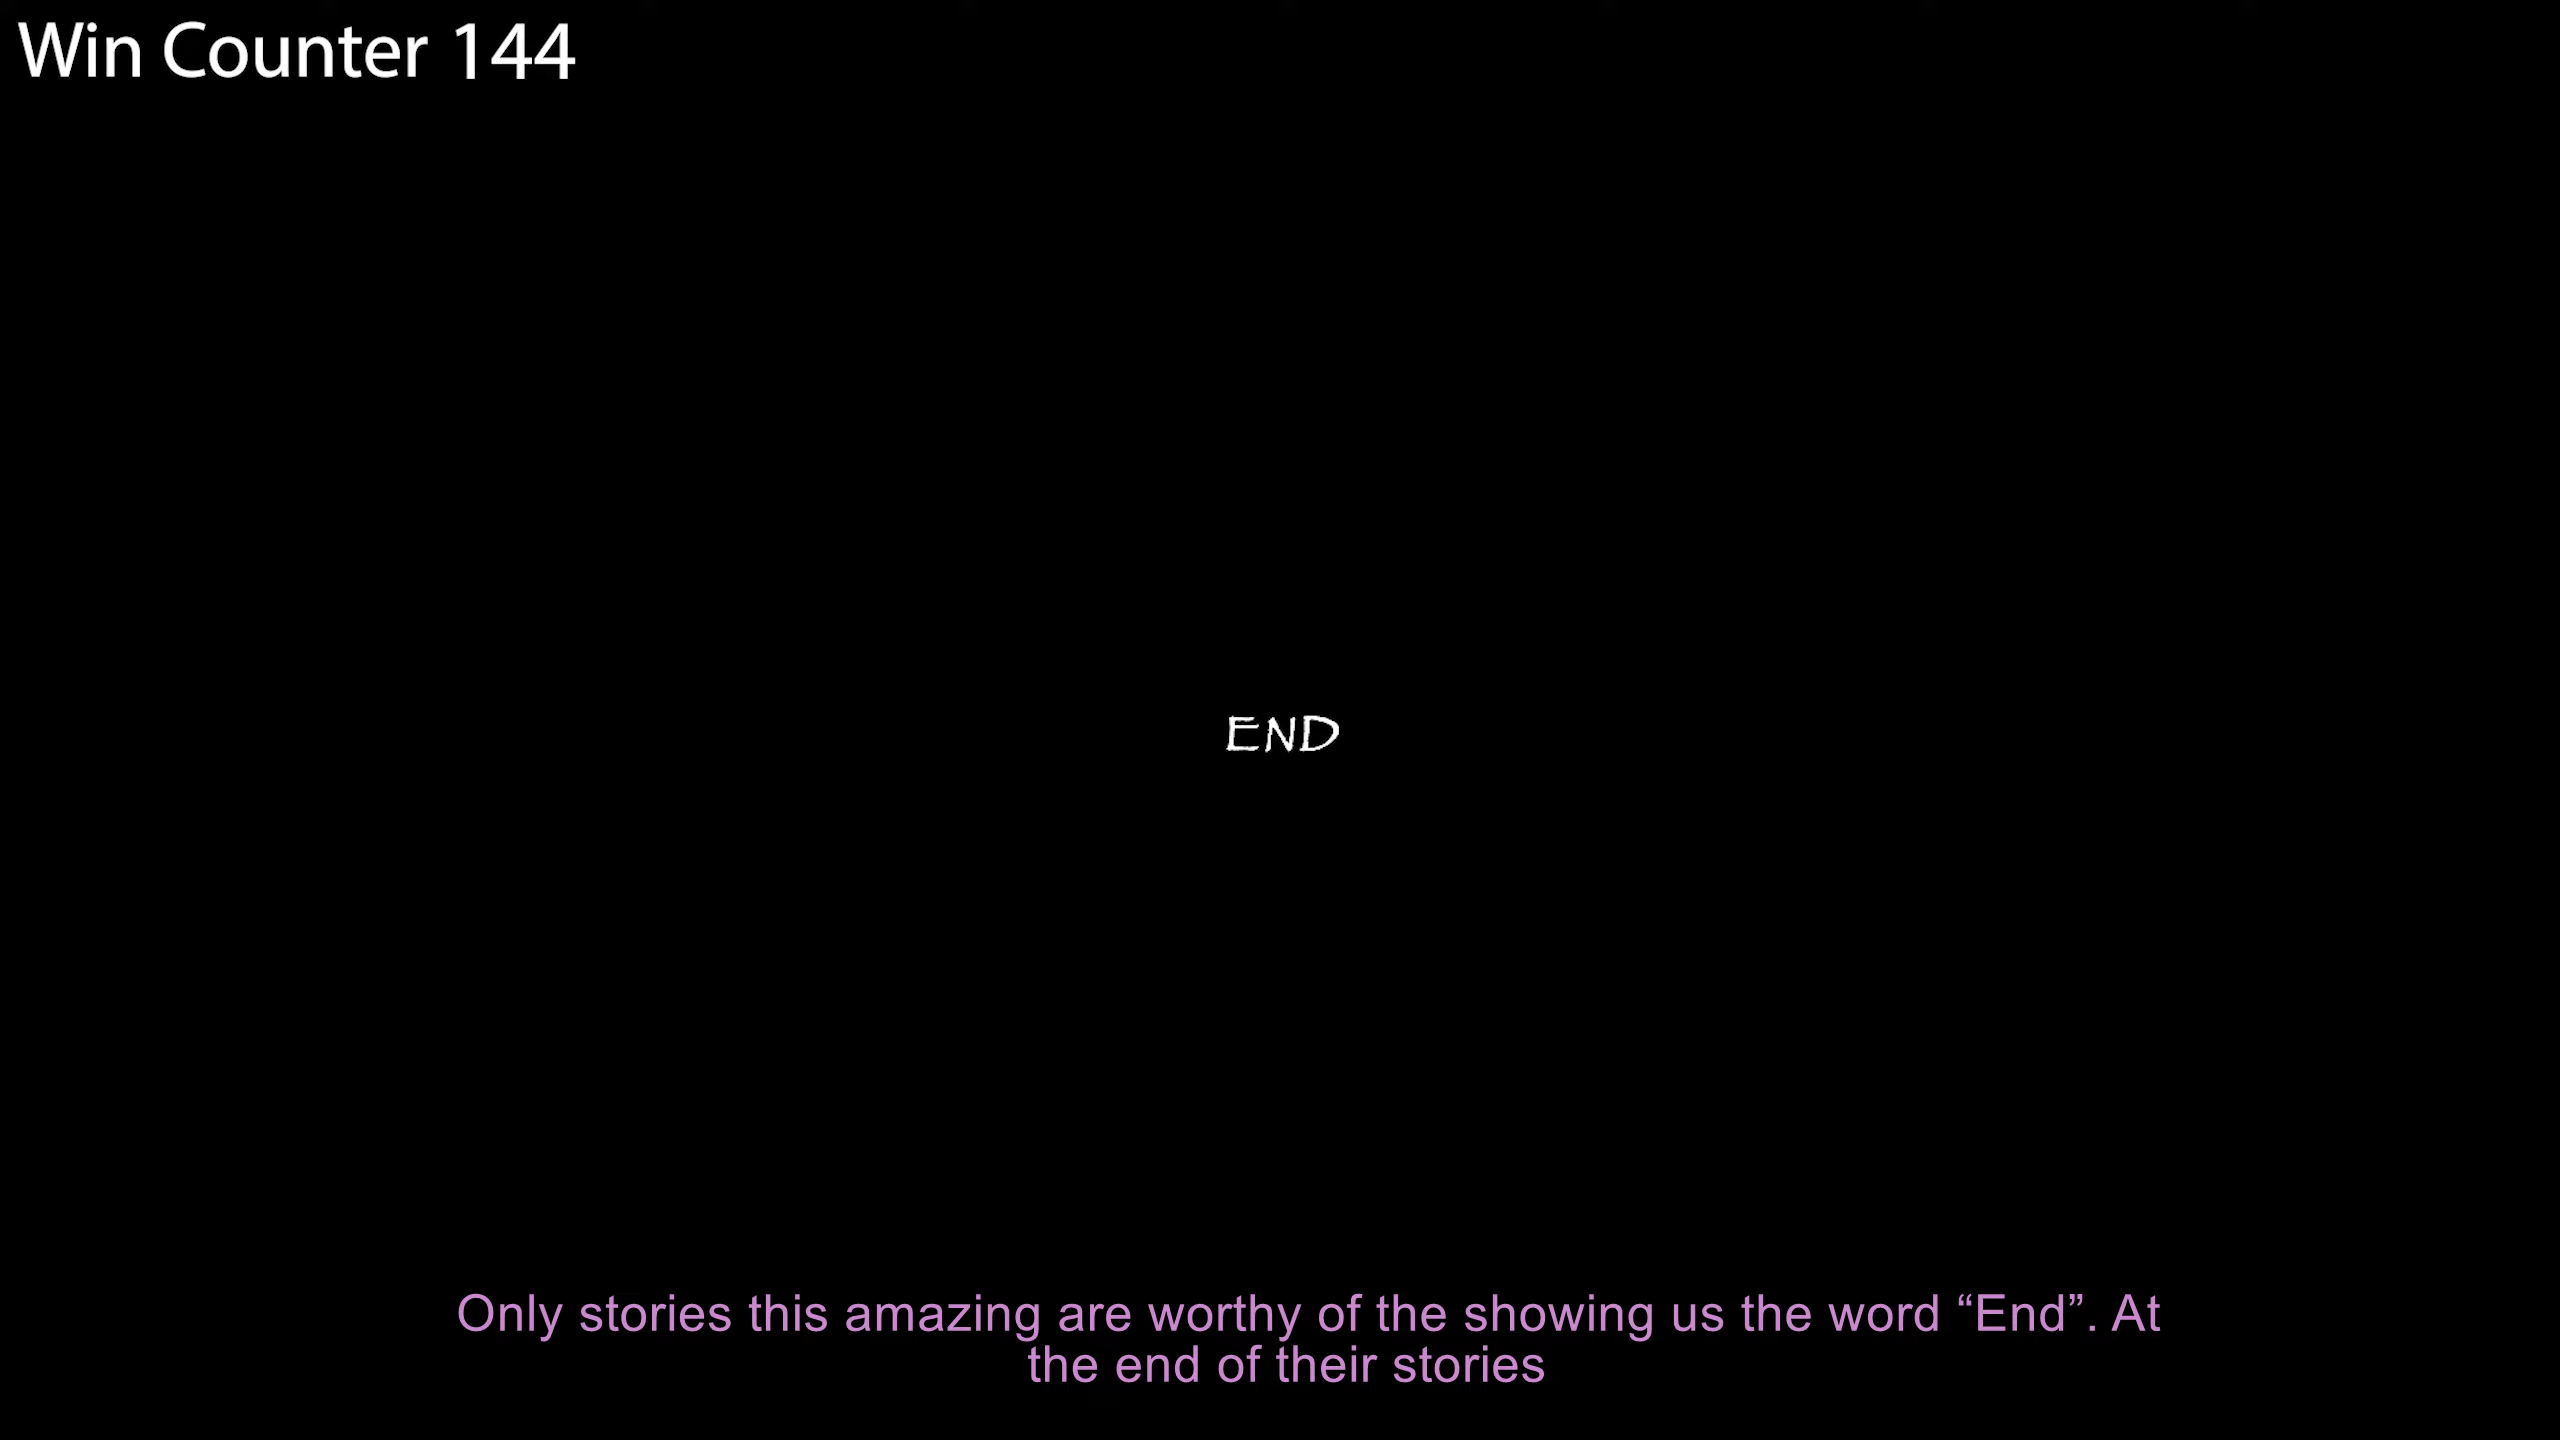 Win Counter 144
END
Only stories this amazing are worthy of the showing us the word “End”. At
the end of their stories